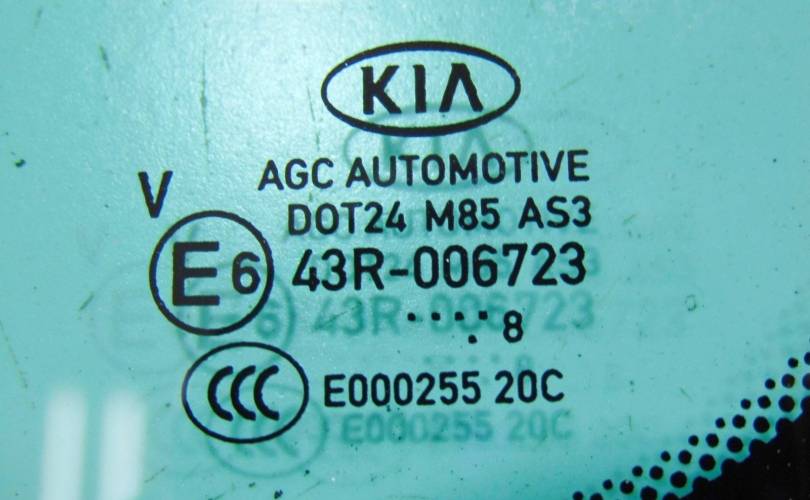 KIA
AGC AUTOMOTIVE
V
DOT24 M85 AS3
E6 43R-006723
....: 8
CCC E000255 20C